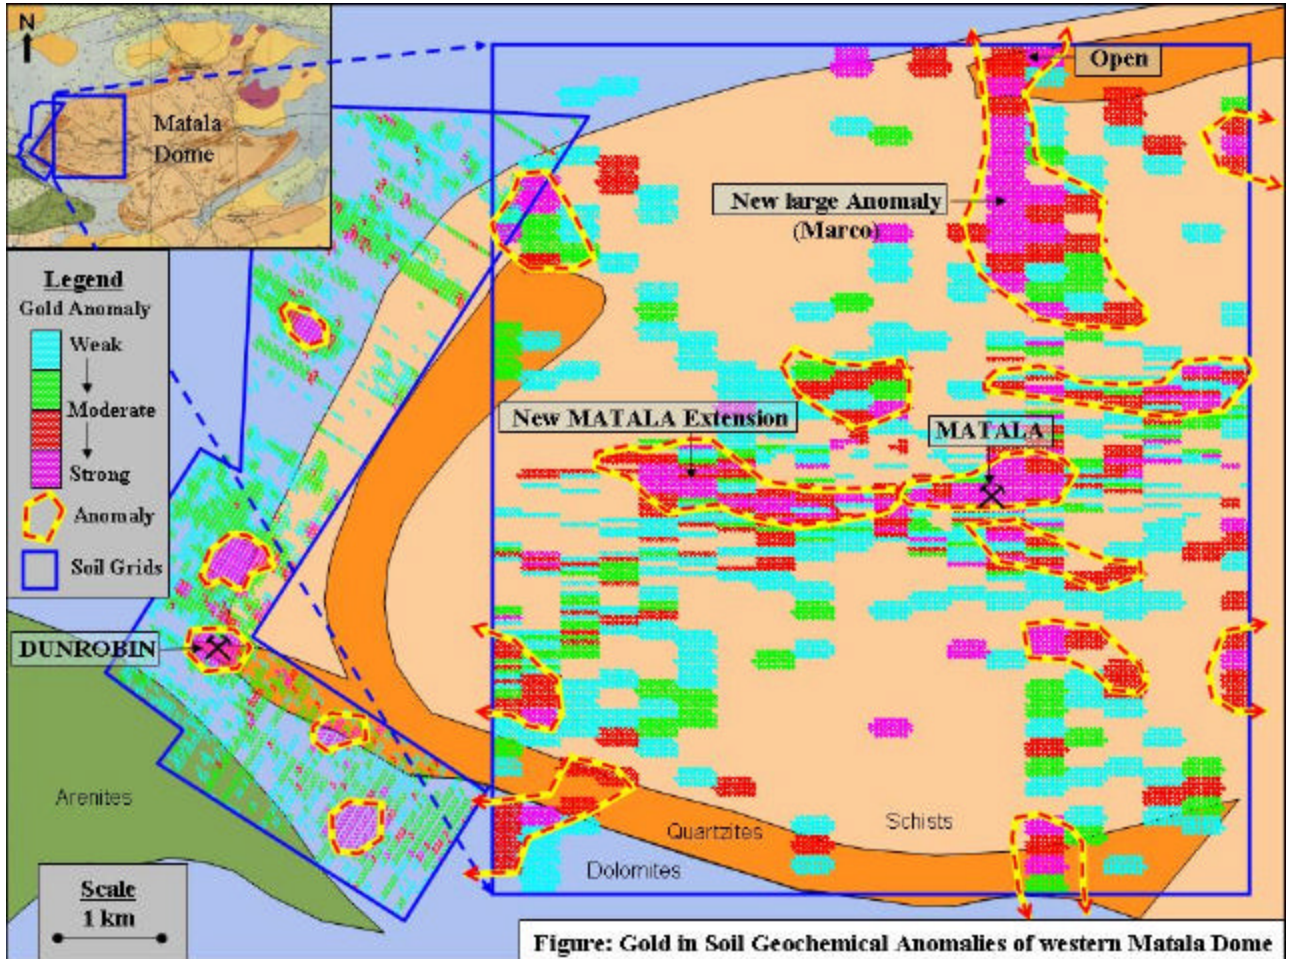 N
Matala
Dome
Open
New large Anomaly
(Marco)
Legend
Gold Anomaly
Weak
Moderate
Strong
Anomaly
Soil Grids
New MATALA Extension
MATALA
DUNROBIN
Arenites
Quartzites
Schists
Dolomites
Scale
1 km
Figure: Gold in Soil Geochemical Anomalies of western Matala Dome